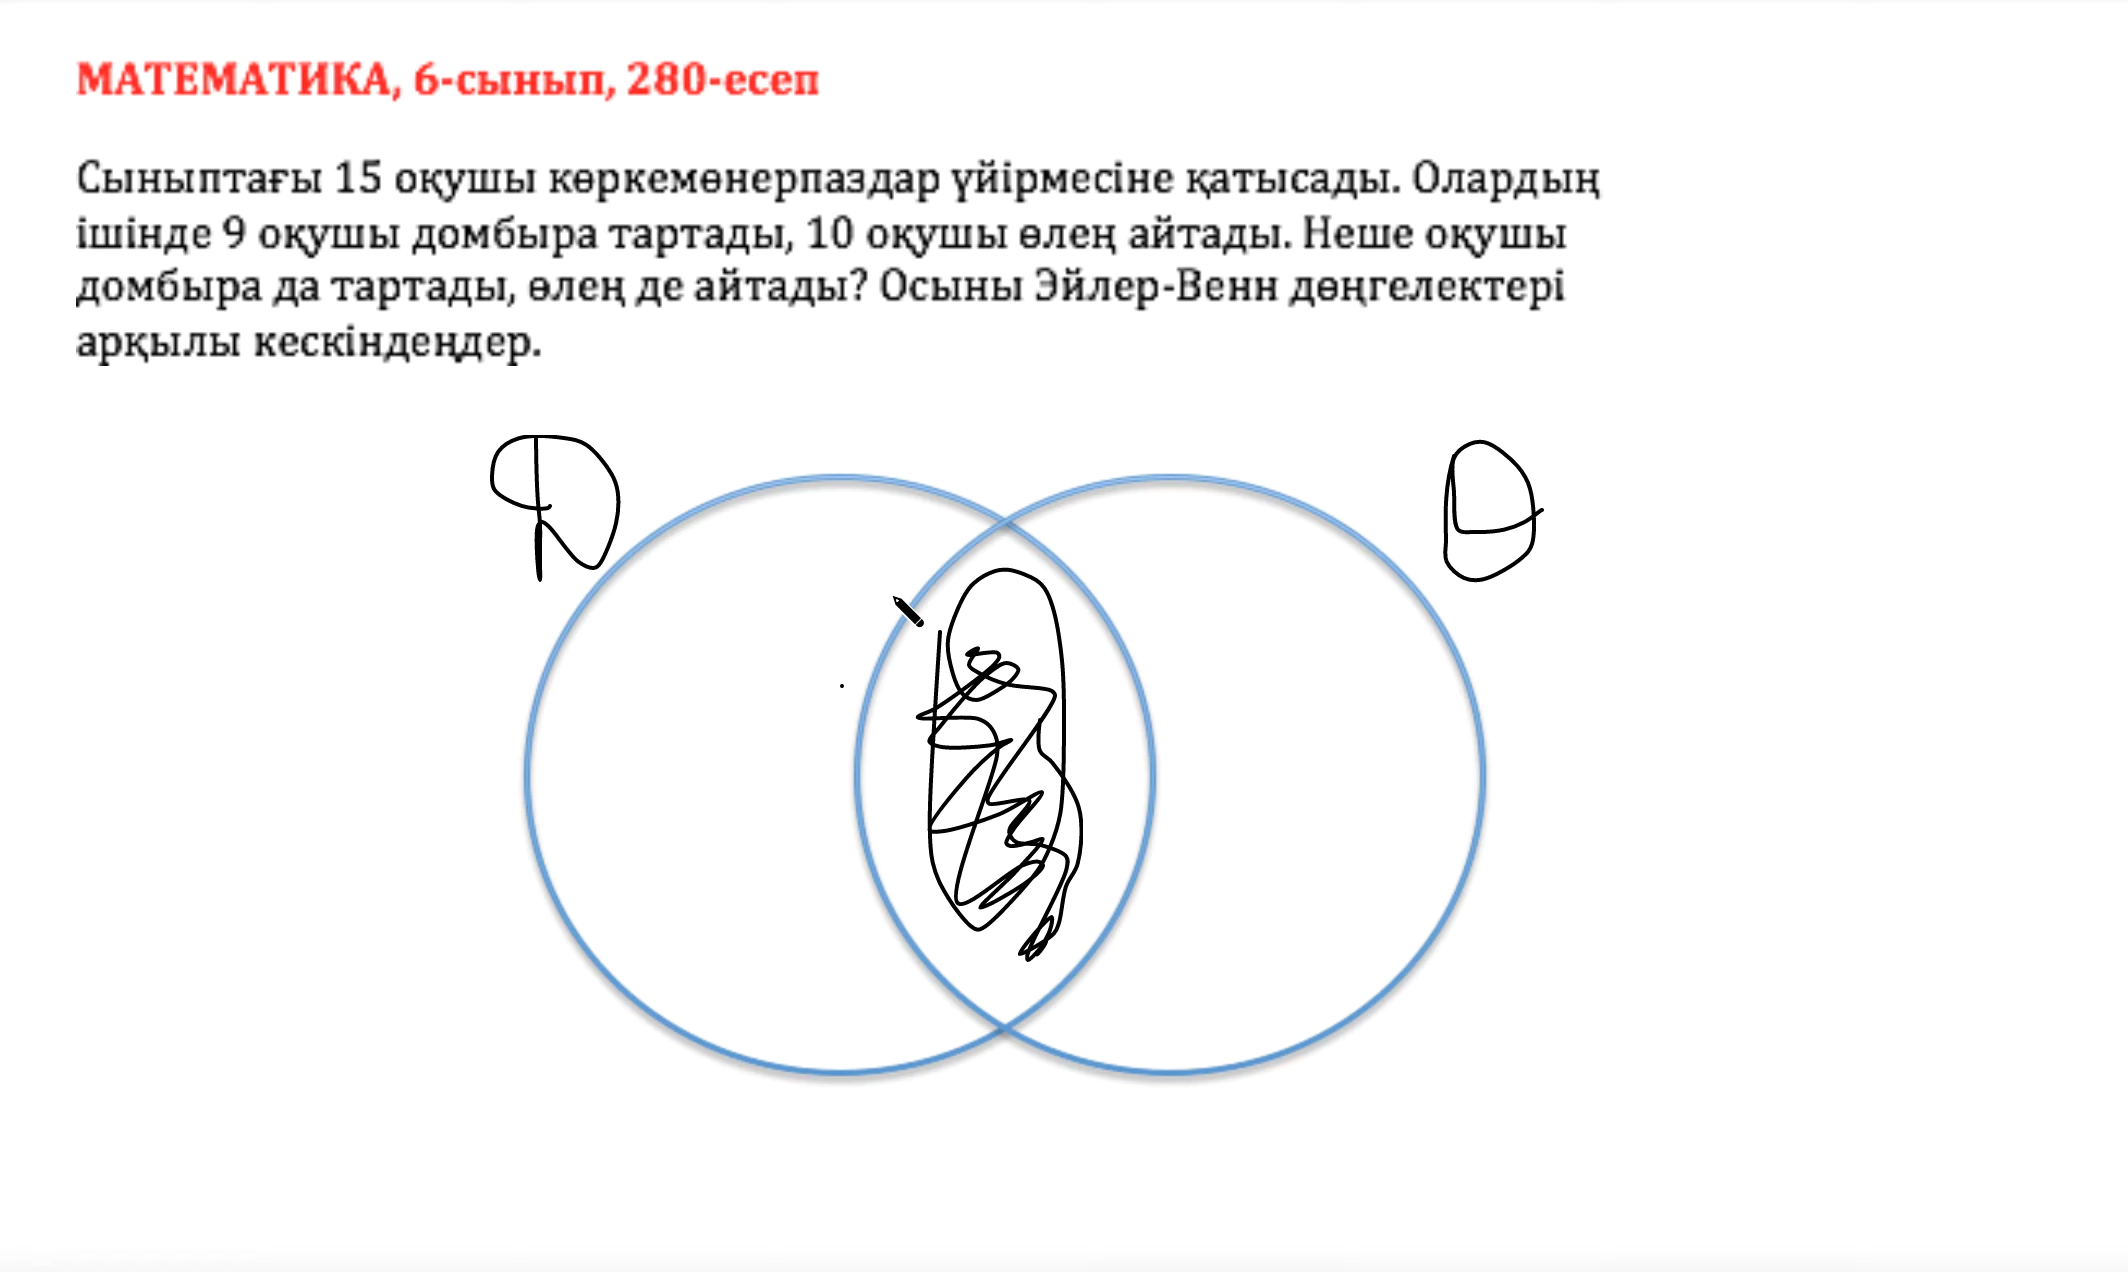 МАТЕМАТИКА, 6-сынып, 280-есеп
Сыныптағы 15 оқушы көркемөнерпаздар үйірмесіне қатысады. Олардың
ішінде 9 оқушы домбыра тартады, 10 оқушы өлең айтады. Неше оқушы
домбыра да тартады, өлең де айтады? Осыны Эйлер-Венн дөңгелектері
арқылы кескіндеңдер.